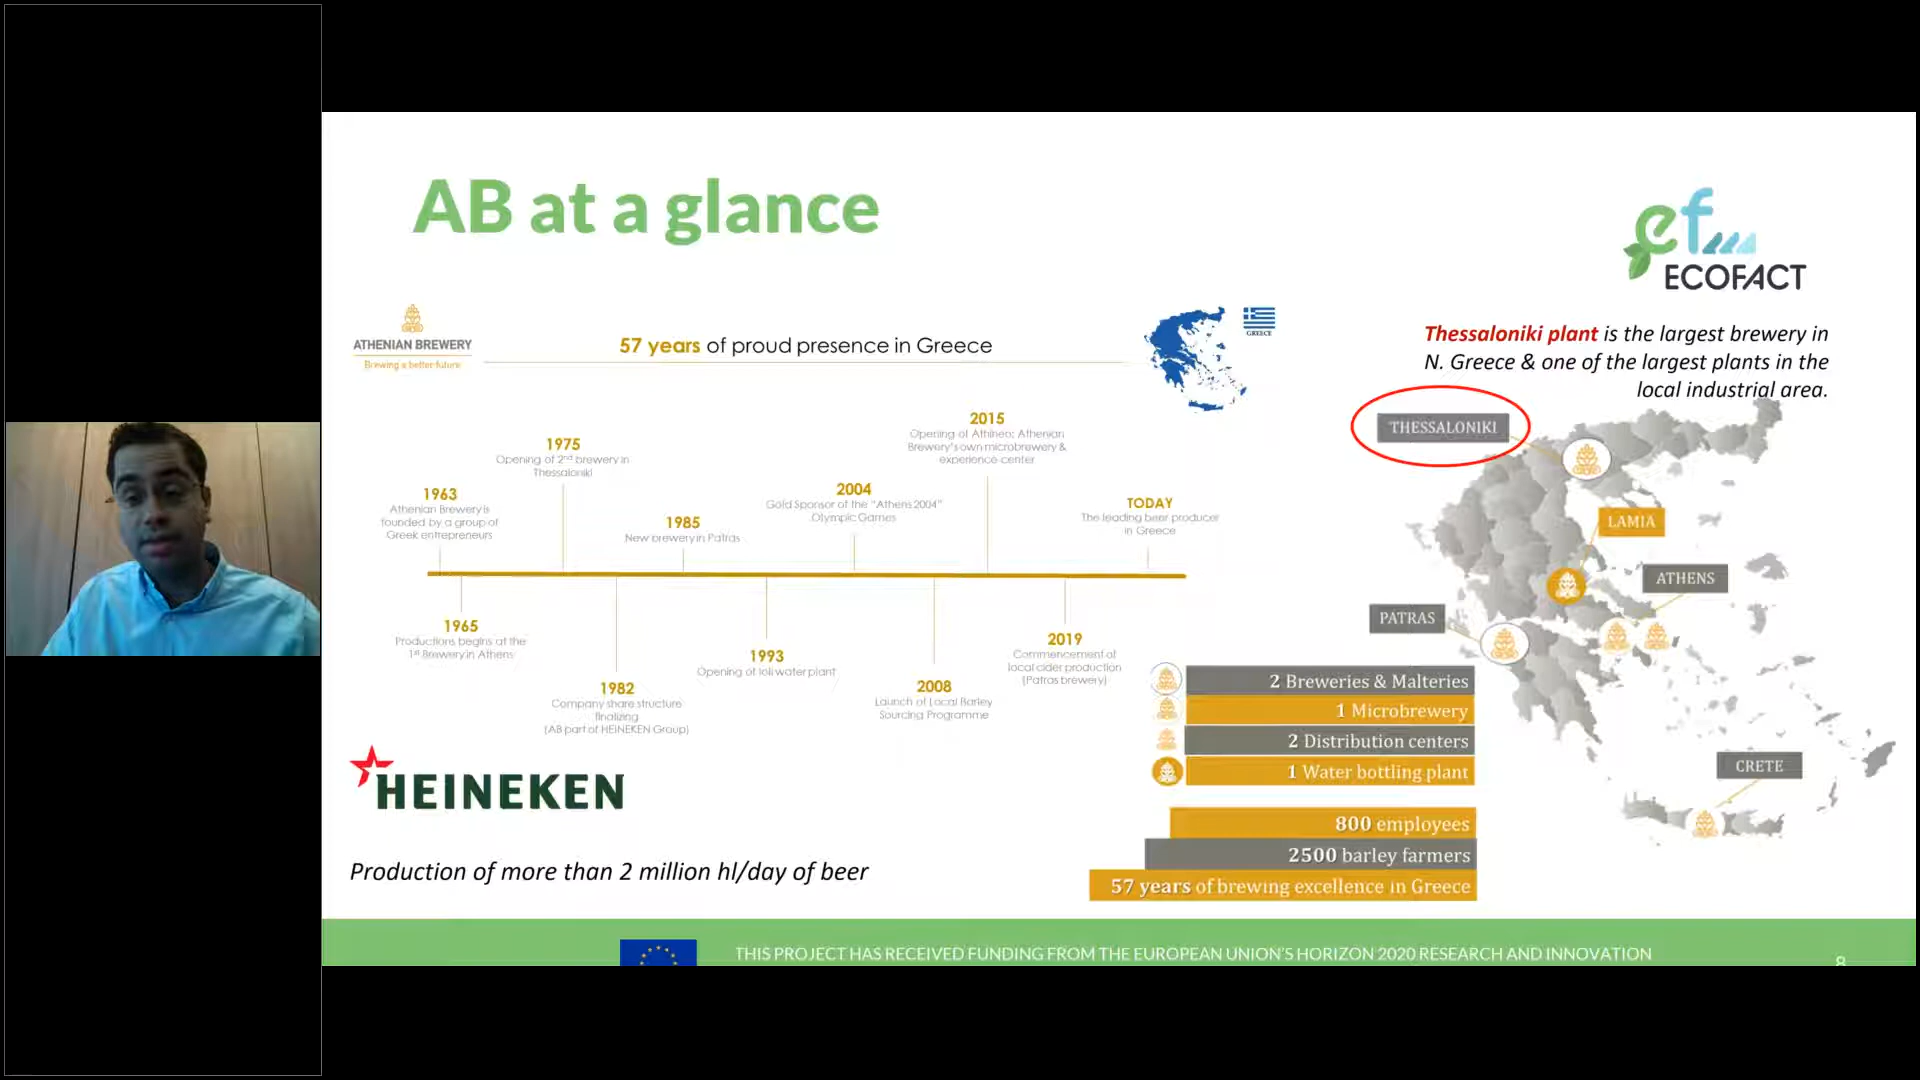 AB at a glance
ef
ECOFACT
ATHENIAN BREWERY
Brewing a better future
57 years of proud presence in Greece
GREECE
Thessaloniki plant is the largest brewery in
N. Greece & one of the largest plants in the
local industrial area.
1963
Athenian Brewery is
founded by a group of
Greek entrepreneurs
1975
Opening of 2nd brewery in
Thessaloniki
1985
New brewery in Patras
2004
Gold Sponsor of the "Athens 2004"
Olympic Games
2015
Opening of Athineo: Athenian
Brewery's own microbrewery &
experience center
TODAY
The leading beer producer
in Greece
1965
Productions begins at the
1st Brewery in Athens
1982
Company share structure
finalizing
(AB part of HEINEKEN Group)
1993
Opening of Ioli water plant
2008
Launch of Local Barley
Sourcing Programme
2019
Commencement of
local cider production
(Patras brewery)
THESSALONIKI
LAMIA
ATHENS
PATRAS
CRETE
2 Breweries & Malteries
1 Microbrewery
2 Distribution centers
1 Water bottling plant
800 employees
2500 barley farmers
57 years of brewing excellence in Greece
HEINEKEN
Production of more than 2 million hl/day of beer
THIS PROJECT HAS RECEIVED FUNDING FROM THE EUROPEAN UNION'S HORIZON 2020 RESEARCH AND INNOVATION
8